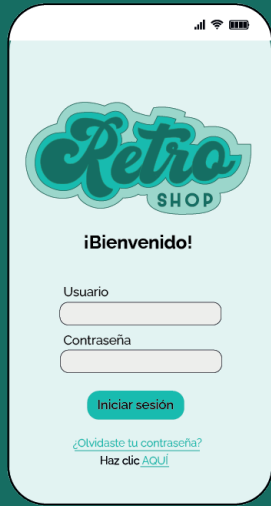 Retro
SHOP
¡Bienvenido!
Usuario
Contraseña
Iniciar sesión
¿Olvidaste tu contraseña?
Haz clic AQUÍ